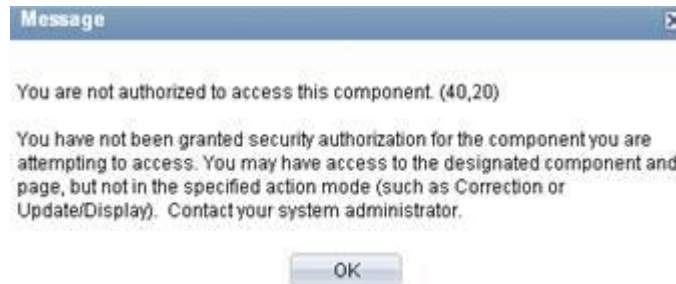 Message
You are not authorized to access this component. (40,20)
You have not been granted security authorization for the component you are
attempting to access. You may have access to the designated component and
page, but not in the specified action mode (such as Correction or
Update/Display). Contact your system administrator.
OK